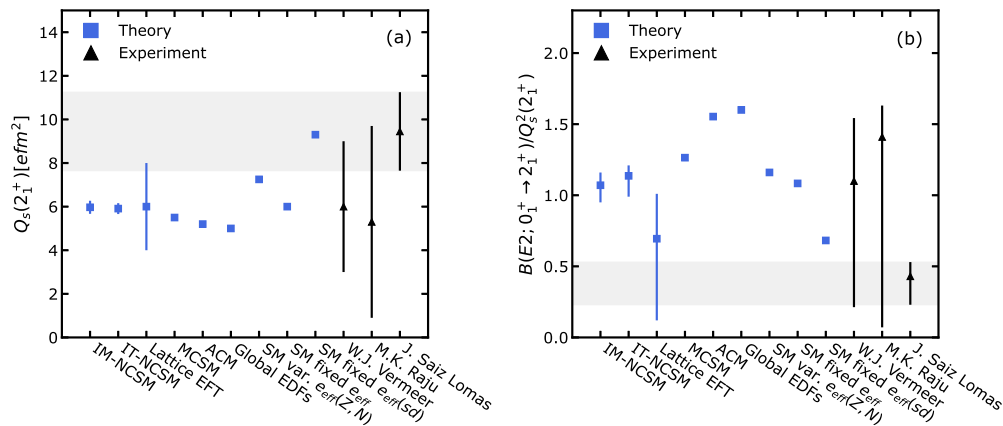 14
12
10
8
6
4
2
0
Q_s(2_1^+)[efm^2]
Theory
Experiment
(a)
IM-NCSM
IT-NCSM
Lattice EFT
MCSM
ACM
Global EDFs
SM var. e_eff(Z, N)
SM fixed e_eff
SM fixed e_eff(sd)
W.J. Vermeer
M.K. Raju
J. Saiz Lomas
2.0
1.5
1.0
0.5
0.0
B(E2; 0_1^+ → 2_1^+)/Q_s^2(2_1^+)
Theory
Experiment
(b)
IM-NCSM
IT-NCSM
Lattice EFT
MCSM
ACM
Global EDFs
SM var. e_eff(Z, N)
SM fixed e_eff
SM fixed e_eff(sd)
W.J. Vermeer
M.K. Raju
J. Saiz Lomas